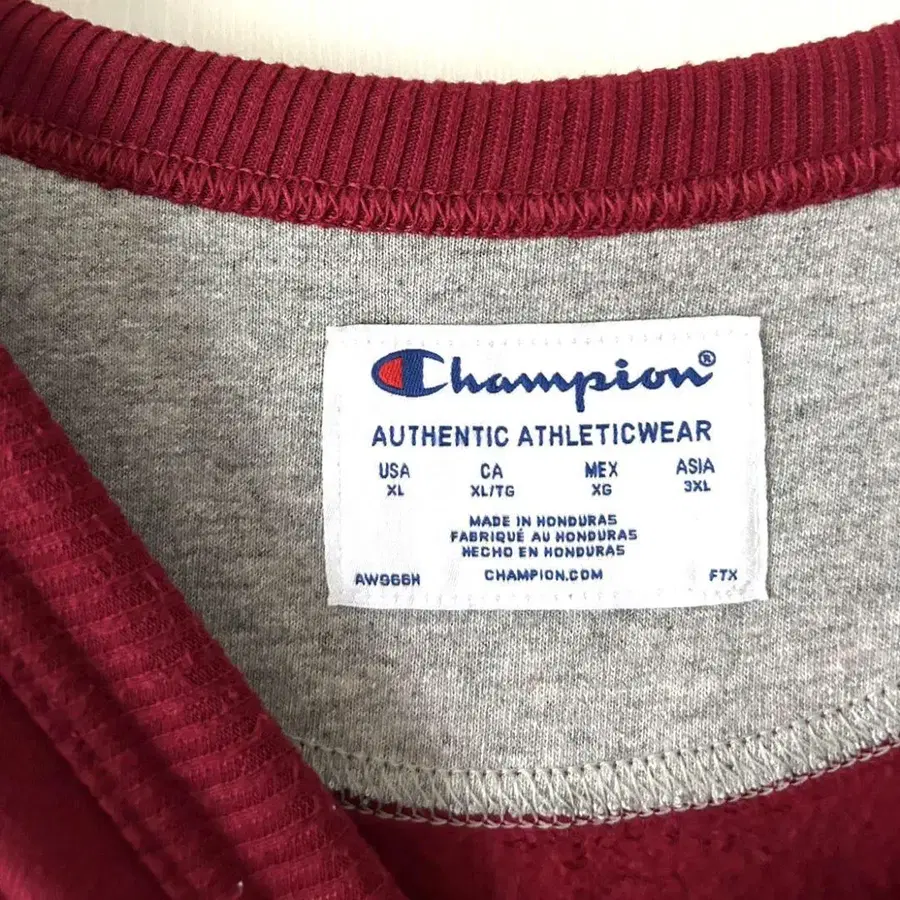 Champion®
AUTHENTIC ATHLETICWEAR
USA CA MEX ASIA
XL XL/TG XG 3XL
MADE IN HONDURAS
FABRIQUÉ AU HONDURAS
HECHO EN HONDURAS
AW966H CHAMPION.COM FTX